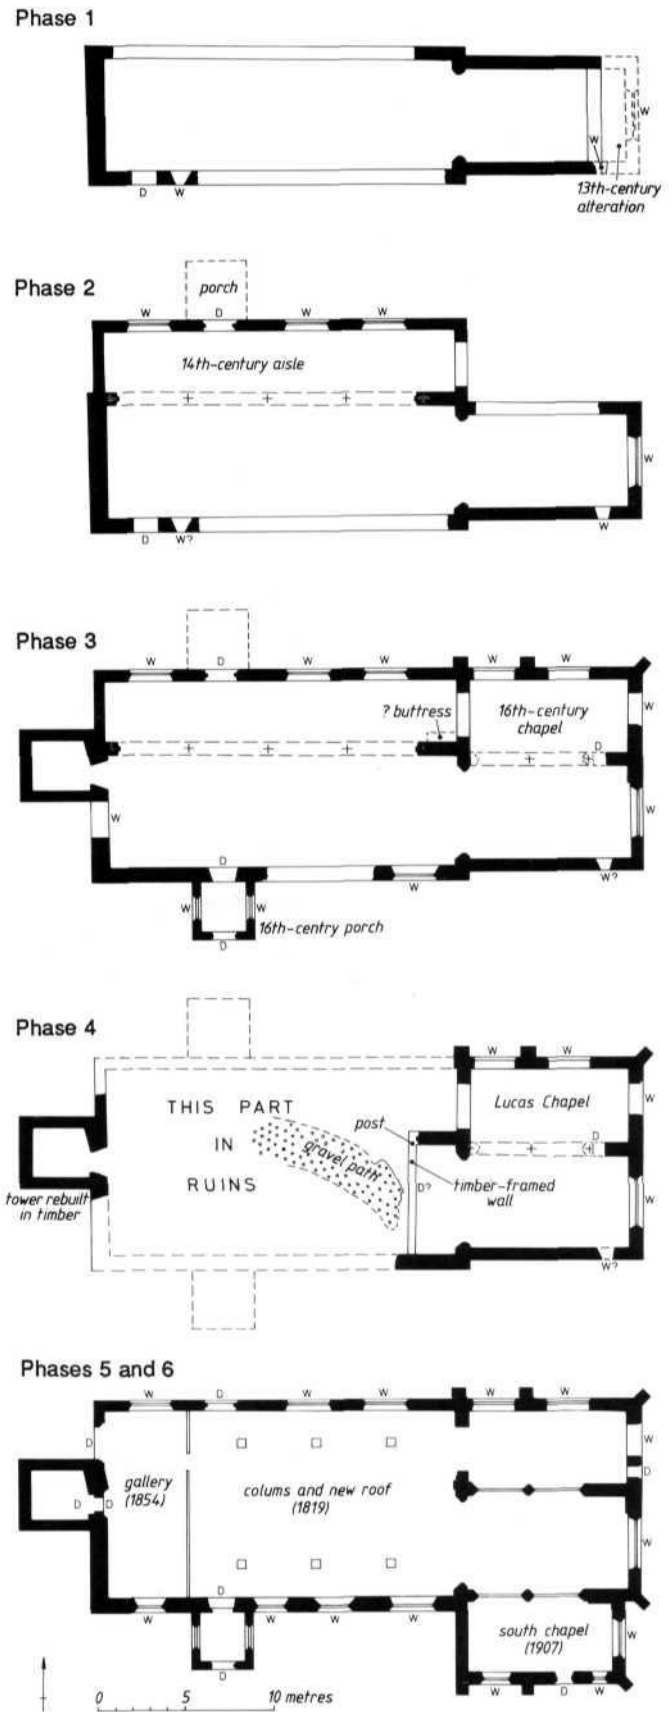 Phase 1
W
W
D W
13th-century
alteration
Phase 2
porch
W D W W
14th-century aisle
W
D W? W
Phase 3
W D W W W W
? buttress
16th-century
chapel
W
D
W
W
D
W W?
W W
16th-centry porch
D
Phase 4
W W
THIS PART
Lucas Chapel
W
post
IN
gravel path
D
RUINS
D?
timber-framed
wall
W
tower rebuilt
in timber
W?
Phases 5 and 6
W D W W W W
D
W
D
gallery
(1854)
colums and new roof
(1819)
D D
W
D
W W W W
south chapel
(1907)
W
D
W D W
0 5 10 metres